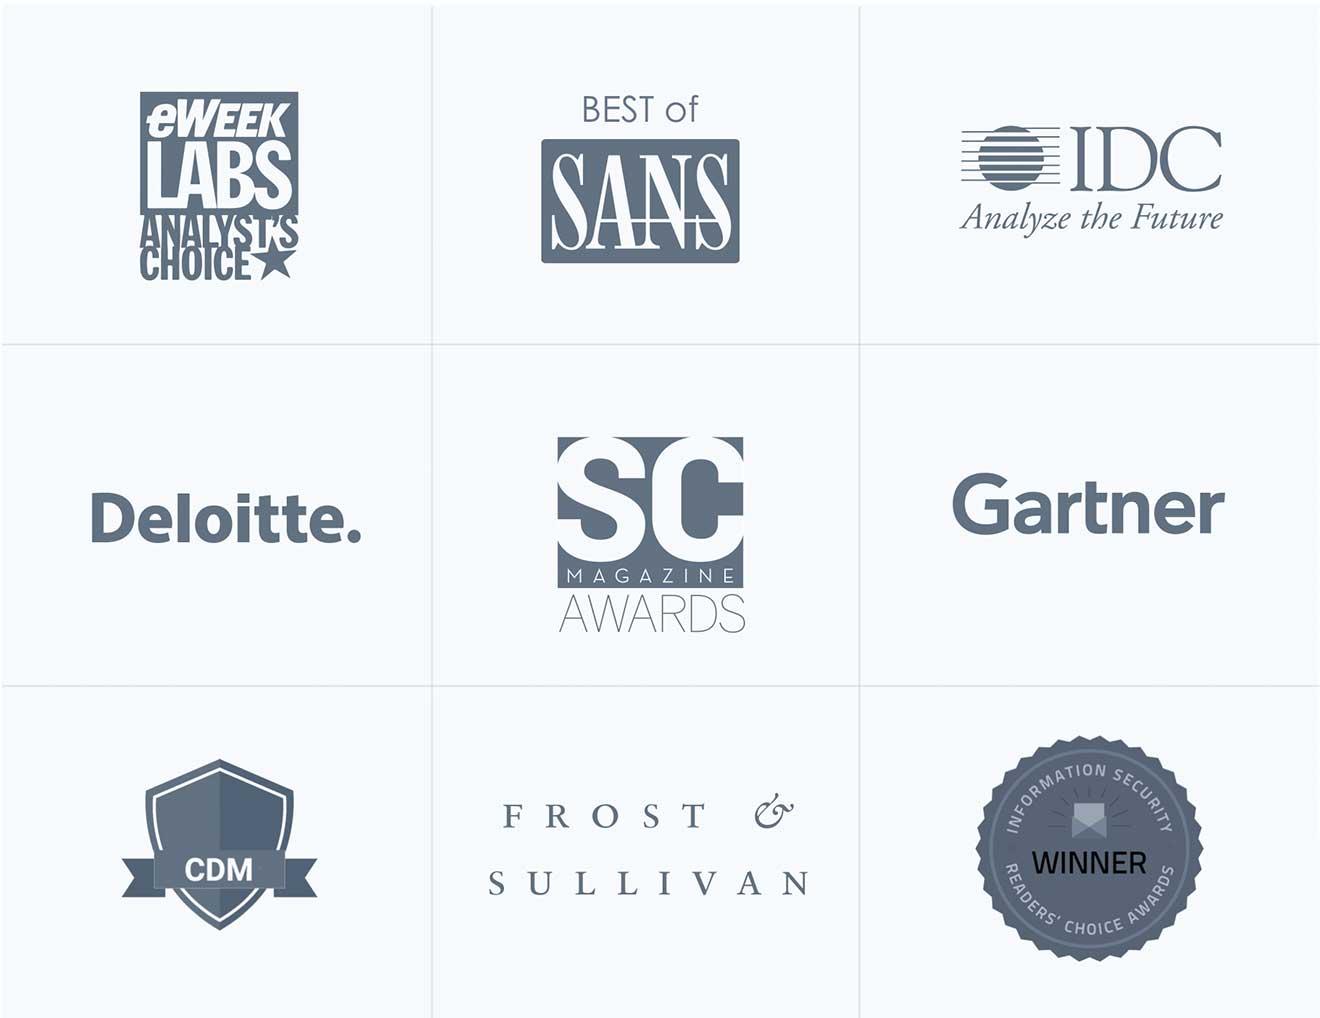 eWEEK
LABS
ANALYST'S
CHOICE
BEST of
SANS
IDC
Analyze the Future
Deloitte.
SC
MAGAZINE
AWARDS
Gartner
CDM
FROST &
SULLIVAN
INFORMATION SECURITY
WINNER
READERS' CHOICE AWARDS